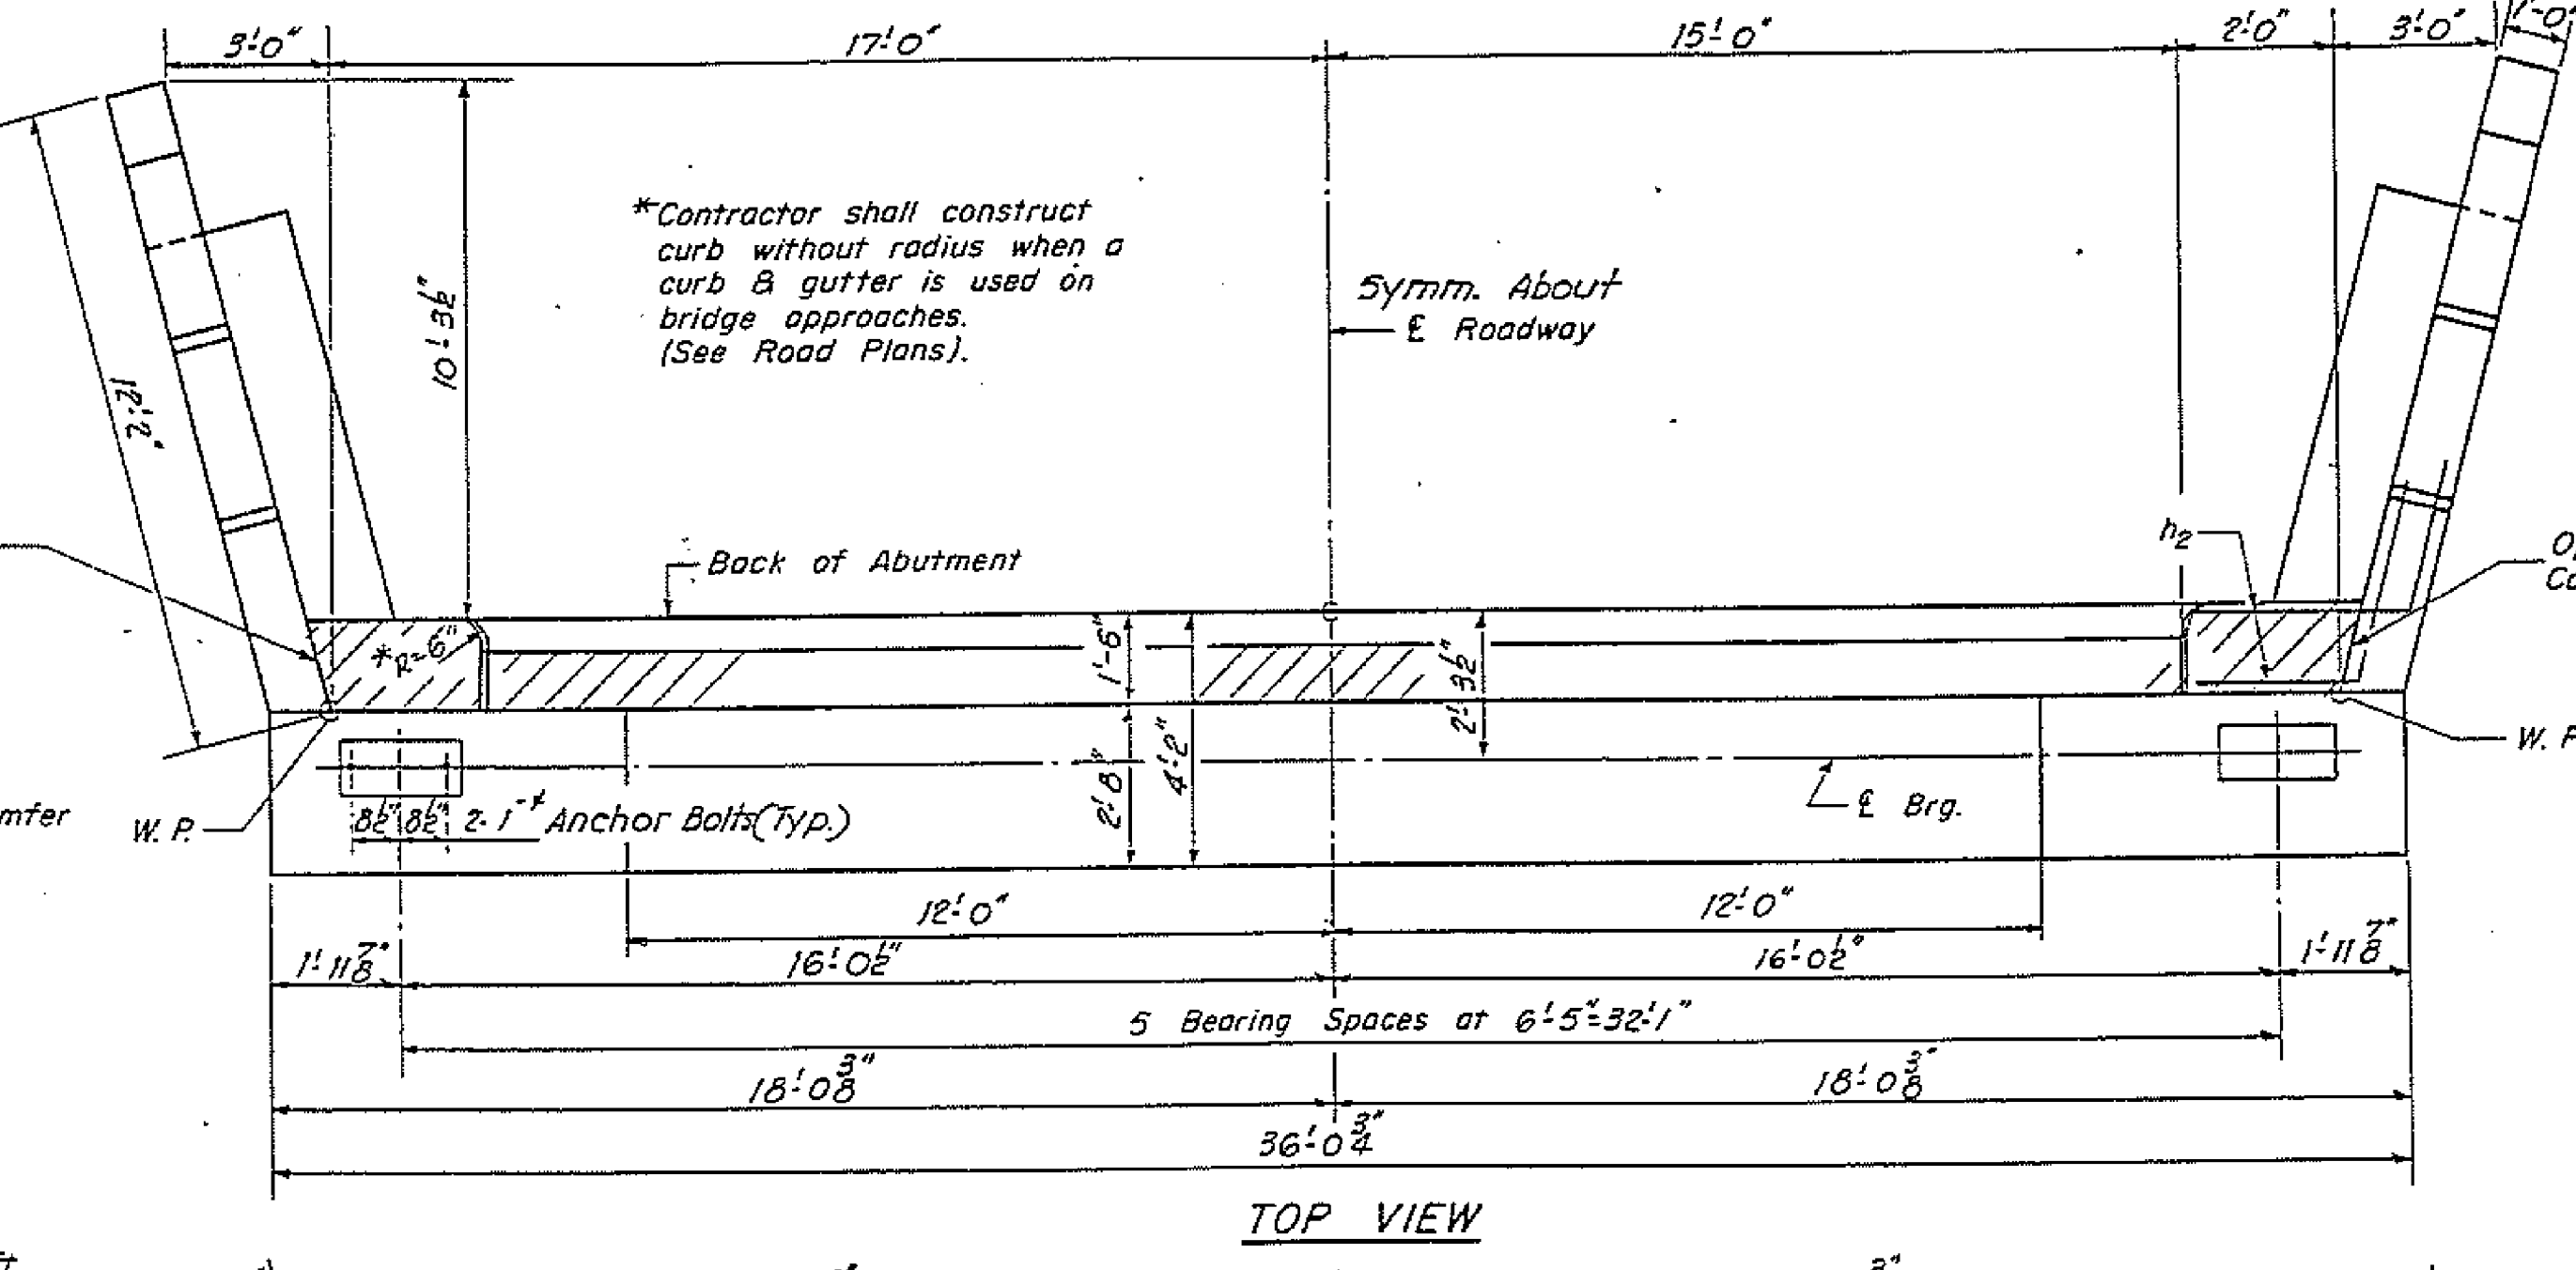 3'-0" 17'-0" 15'-0" 2'-0" 3'-0" 1'-0"
*Contractor shall construct
curb without radius when a
curb & gutter is used on
bridge approaches.
(See Road Plans).
10'-3½"
Symm. About
℄ Roadway
12'-2"
h2
Back of Abutment
*R=6"
1'-6"
2'-3½"
2'-8"
4'-2"
W. P.
W. P.
8½" 8½" 2-1"ϕ Anchor Bolts (Typ.)
℄ Brg.
12'-0" 12'-0"
1'-11⅞" 16'-0½" 16'-0½" 1'-11⅞"
5 Bearing Spaces at 6'-5"=32'-1"
18'-0⅜" 18'-0⅜"
36'-0¾"
TOP VIEW